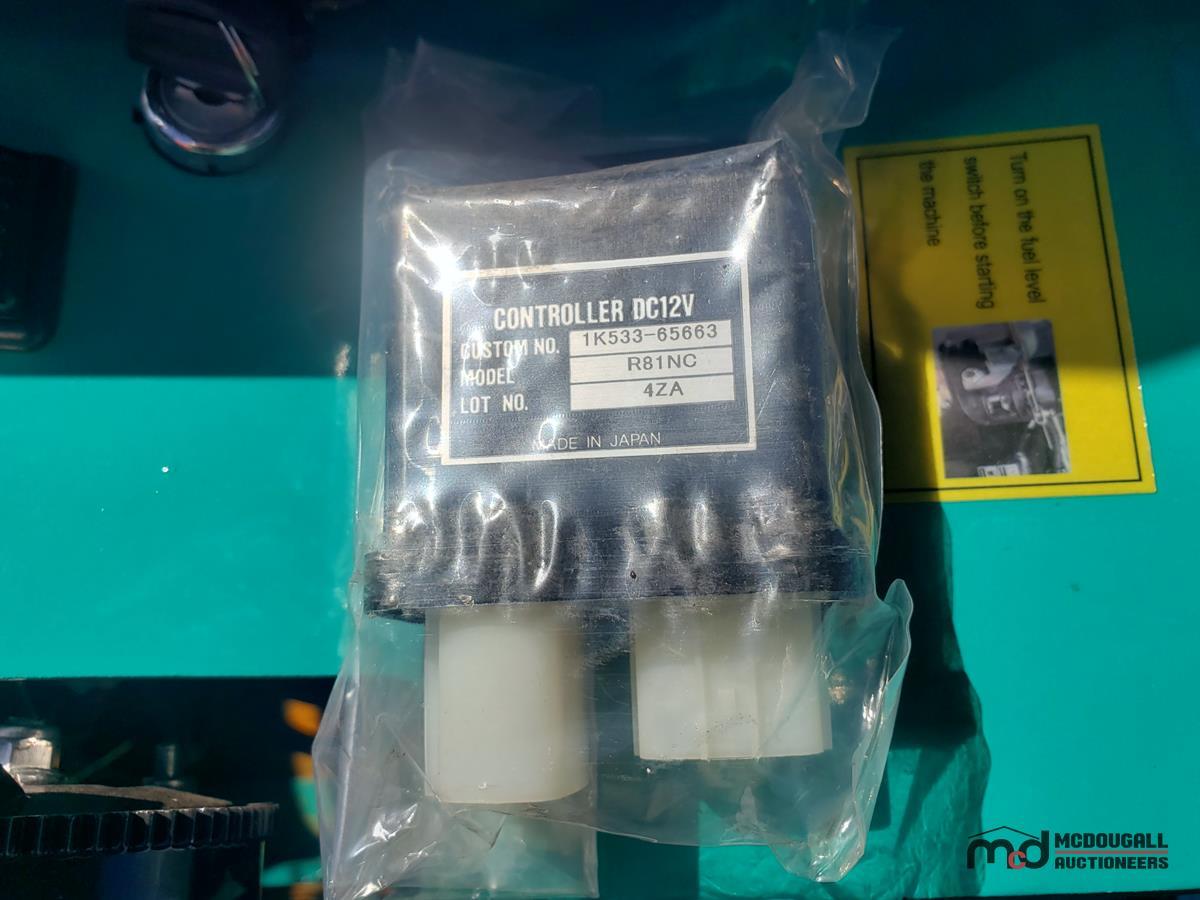 CONTROLLER DC12V
CUSTOM NO. 1K533-65663
MODEL R81NC
LOT NO. 4ZA
MADE IN JAPAN
Turn on the fuel level
switch before starting
the machine
mcd MCDOUGALL
AUCTIONEERS